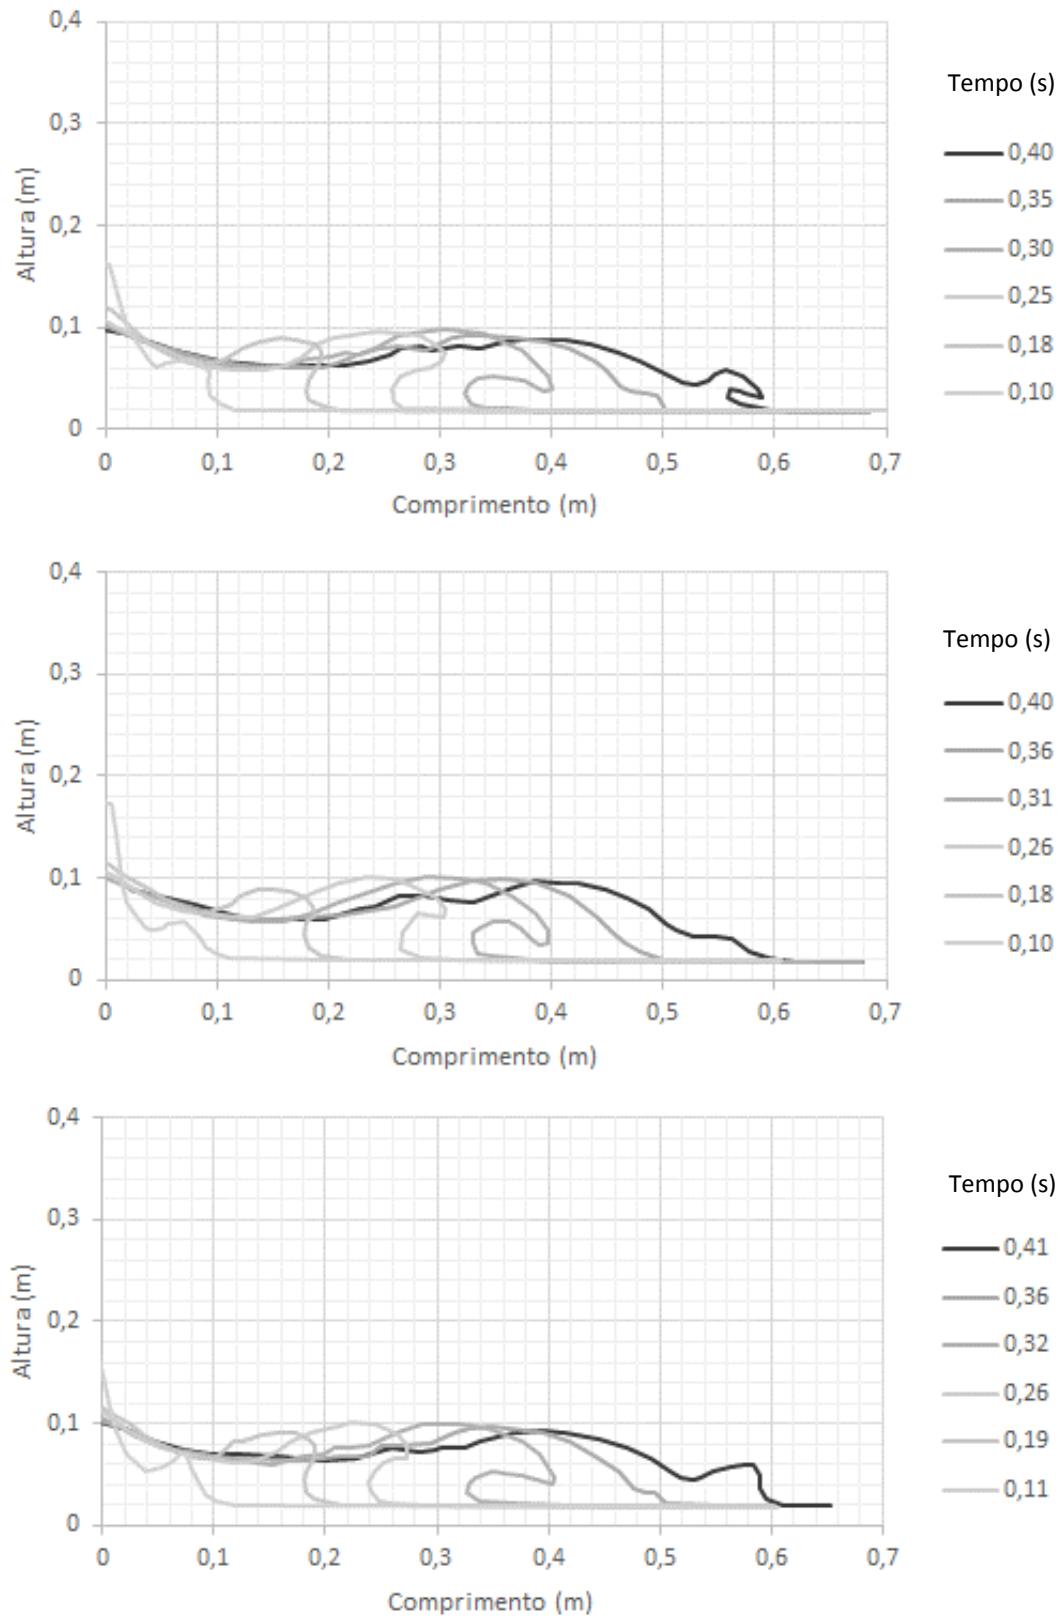 0,4
0,3
0,2
0,1
0
Altura (m)
0 0,1 0,2 0,3 0,4 0,5 0,6 0,7
Comprimento (m)
Tempo (s)
0,40
0,35
0,30
0,25
0,18
0,10
0,4
0,3
0,2
0,1
0
Altura (m)
0 0,1 0,2 0,3 0,4 0,5 0,6 0,7
Comprimento (m)
Tempo (s)
0,40
0,36
0,31
0,26
0,18
0,10
0,4
0,3
0,2
0,1
0
Altura (m)
0 0,1 0,2 0,3 0,4 0,5 0,6 0,7
Comprimento (m)
Tempo (s)
0,41
0,36
0,32
0,26
0,19
0,11